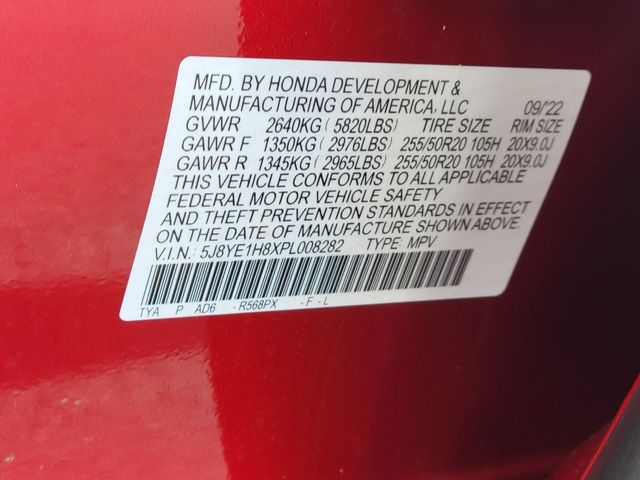 MFD. BY HONDA DEVELOPMENT &
MANUFACTURING OF AMERICA, LLC 09/'22
GVWR 2640KG ( 5820LBS) TIRE SIZE RIM SIZE
GAWR F 1350KG ( 2976LBS) 255/50R20 105H 20X9.0J
GAWR R 1345KG ( 2965LBS) 255/50R20 105H 20X9.0J
THIS VEHICLE CONFORMS TO ALL APPLICABLE
FEDERAL MOTOR VEHICLE SAFETY
AND THEFT PREVENTION STANDARDS IN EFFECT
ON THE DATE OF MANUFACTURE SHOWN ABOVE.
V.I.N.: 5J8YE1H8XPL008282 TYPE: MPV
TYA P AD6 -R568PX -F -L